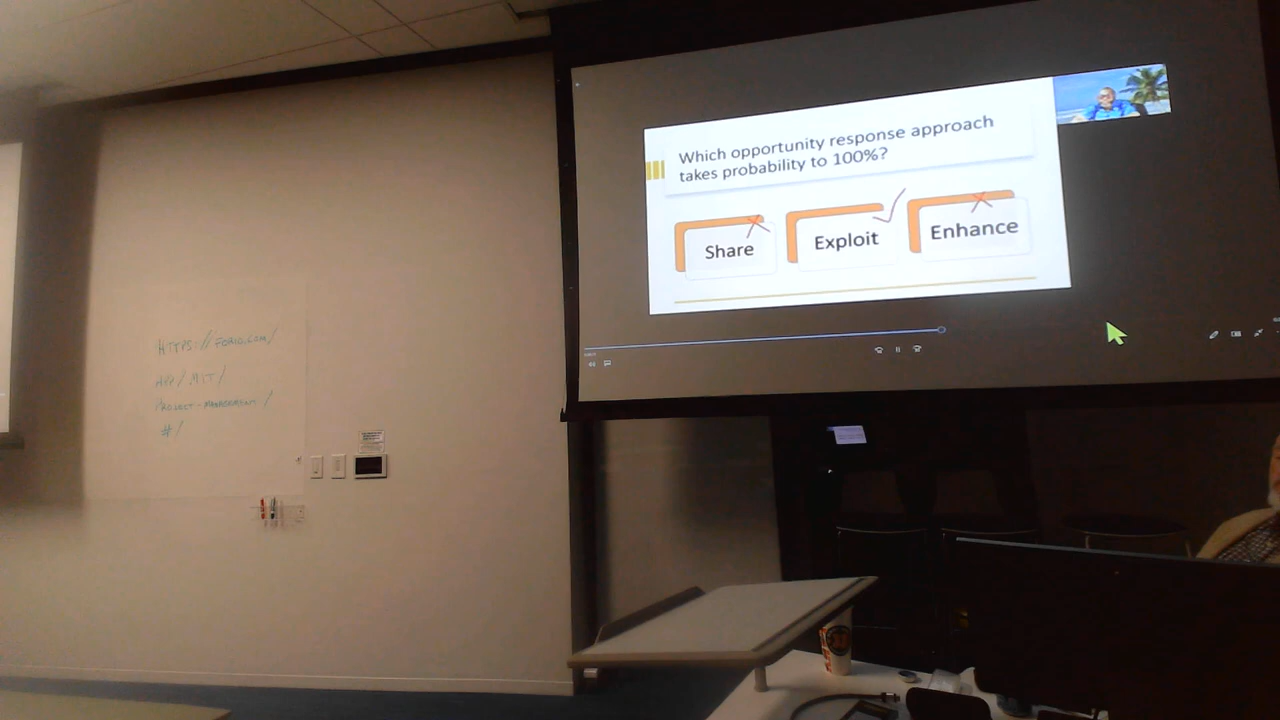 HTTPS://FORIO.COM/
APP/MIT/
PROJECT-MANAGEMENT/
#/
Which opportunity response approach
takes probability to 100%?
Share
Exploit
Enhance